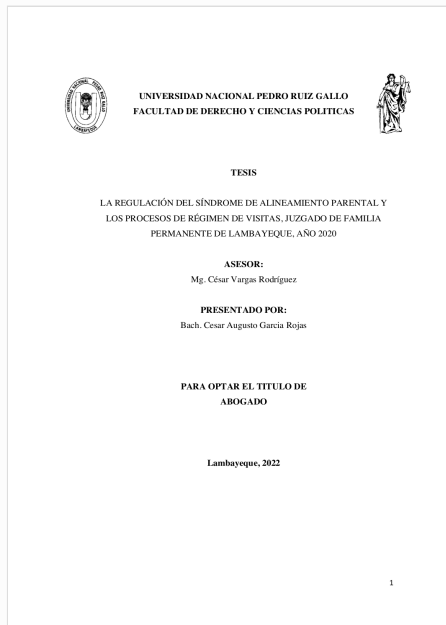 UNIVERSIDAD NACIONAL PEDRO RUIZ GALLO
FACULTAD DE DERECHO Y CIENCIAS POLITICAS
TESIS
LA REGULACIÓN DEL SÍNDROME DE ALINEAMIENTO PARENTAL Y
LOS PROCESOS DE RÉGIMEN DE VISITAS, JUZGADO DE FAMILIA
PERMANENTE DE LAMBAYEQUE, AÑO 2020
ASESOR:
Mg. César Vargas Rodríguez
PRESENTADO POR:
Bach. Cesar Augusto Garcia Rojas
PARA OPTAR EL TITULO DE
ABOGADO
Lambayeque, 2022
1